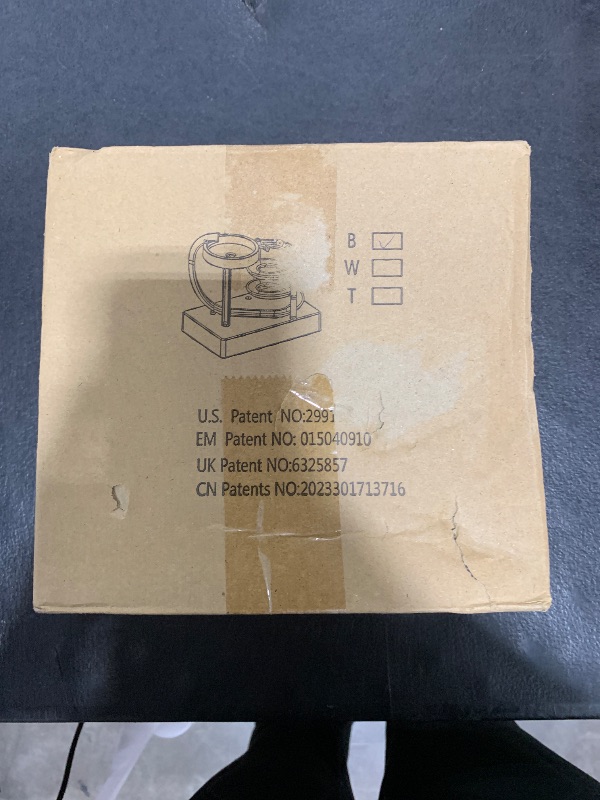 B
W
T
U.S. Patent NO:2991
EM Patent NO: 015040910
UK Patent NO:6325857
CN Patents NO:2023301713716